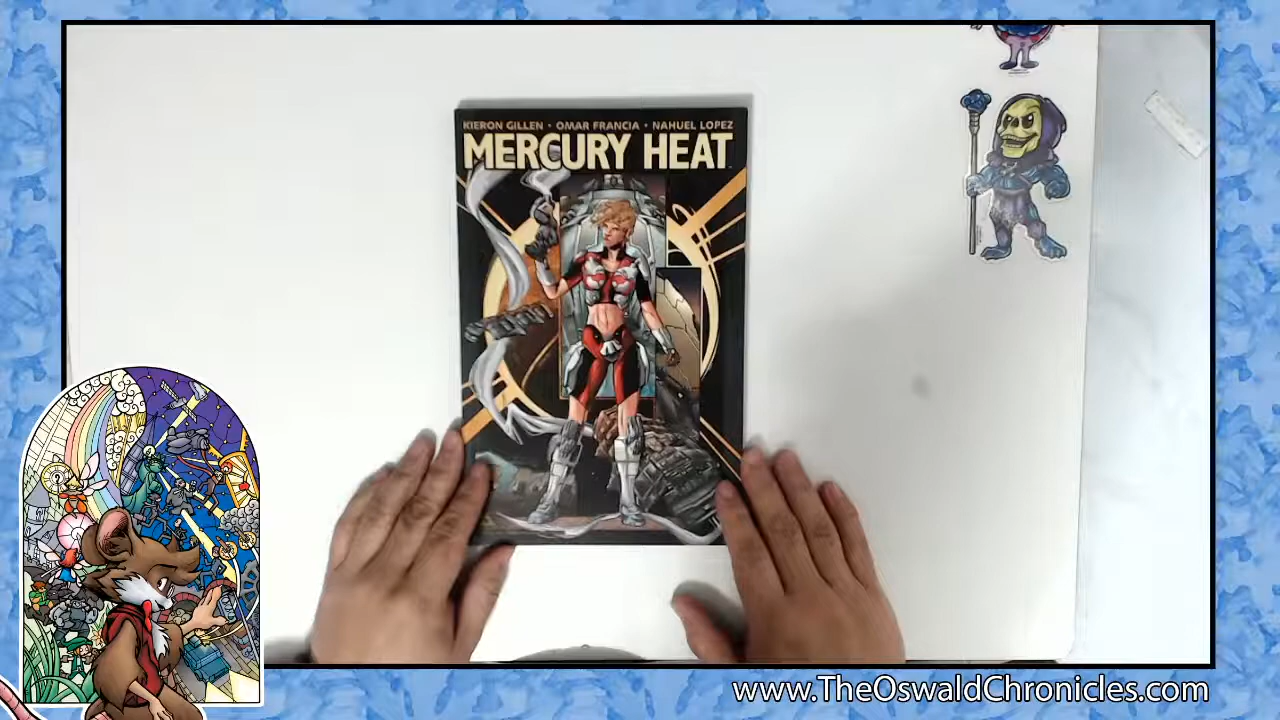 KIERON GILLEN • OMAR FRANCIA • NAHUEL LOPEZ
MERCURY HEAT
www.TheOswaldChronicles.com